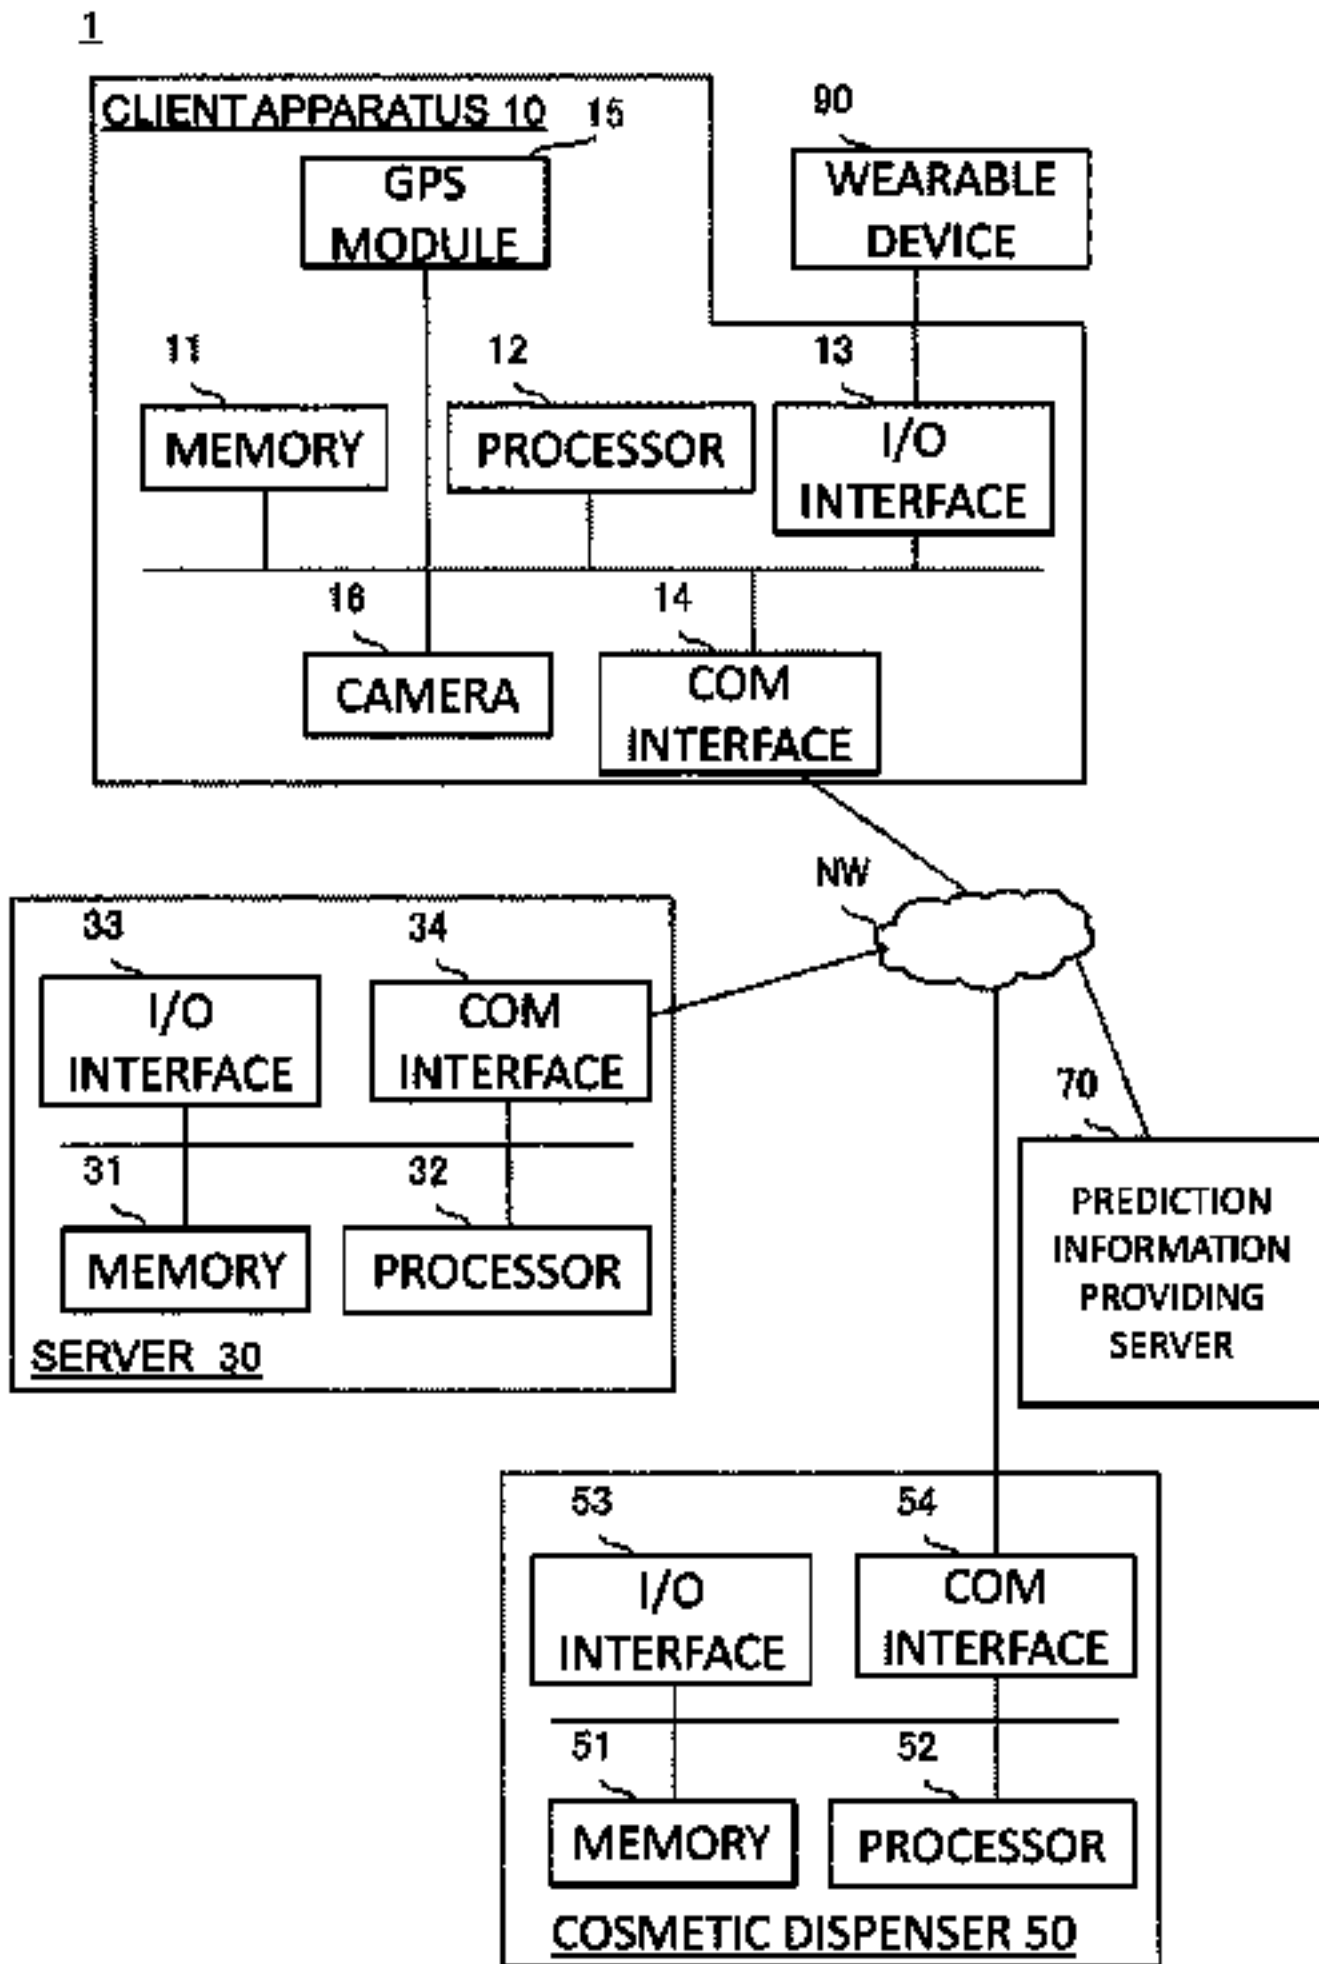 1
CLIENT APPARATUS 10
15
90
GPS
MODULE
WEARABLE
DEVICE
11
12
13
MEMORY
PROCESSOR
I/O
INTERFACE
16
14
CAMERA
COM
INTERFACE
NW
33
34
I/O
INTERFACE
COM
INTERFACE
31
32
MEMORY
PROCESSOR
SERVER 30
70
PREDICTION
INFORMATION
PROVIDING
SERVER
53
54
I/O
INTERFACE
COM
INTERFACE
51
52
MEMORY
PROCESSOR
COSMETIC DISPENSER 50